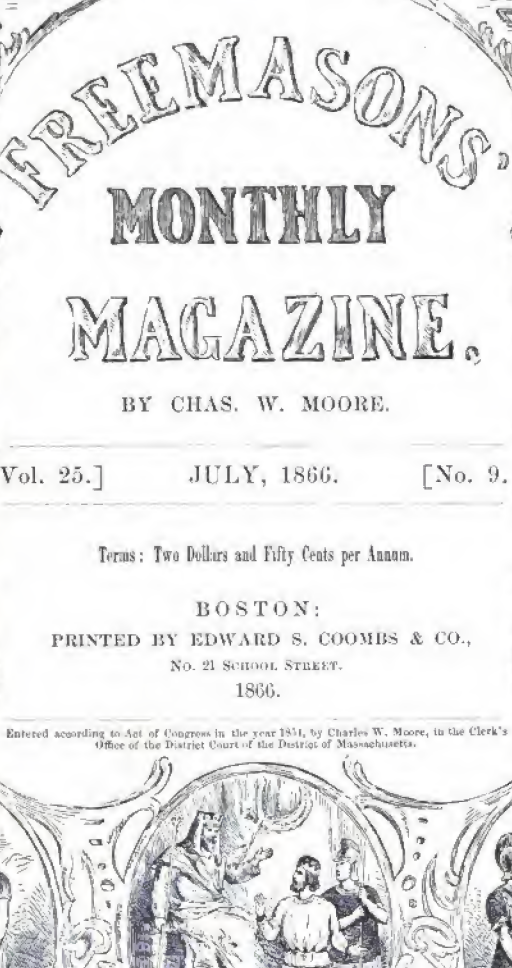 FREEMASONS'
MONTHLY
MAGAZINE.
BY CHAS. W. MOORE.
Vol. 25.] JULY, 1866. [No. 9.
Terms: Two Dollars and Fifty Cents per Annum.
BOSTON:
PRINTED BY EDWARD S. COOMBS & CO.,
No. 21 School Street.
1866.
Entered according to Act of Congress in the year 1851, by Charles W. Moore, in the Clerk's
Office of the District Court of the District of Massachusetts.